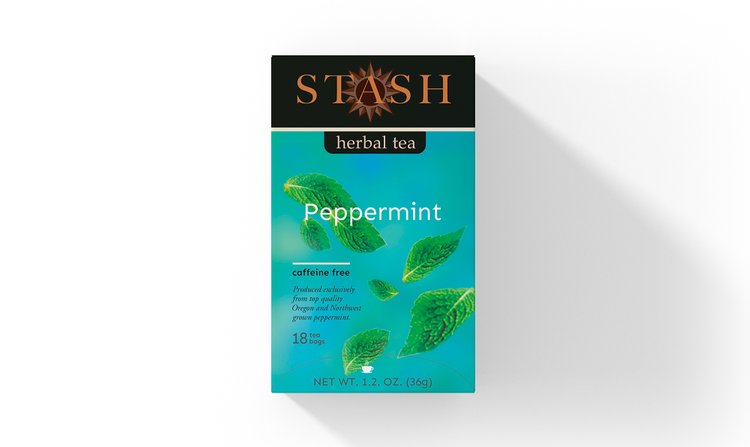 STASH
herbal tea
Peppermint
caffeine free
Produced exclusively
from top quality
Oregon and Northwest
grown peppermint.
18 tea
bags
NET WT. 1.2. OZ. (36g)